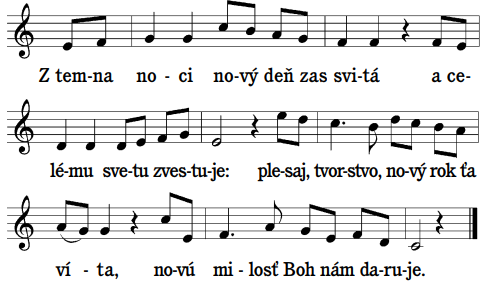 Z tem-na no - ci no-vý deň zas svi-tá a ce-
lé-mu sve-tu zves-tu-je: ple-saj, tvor-stvo, no-vý rok ťa
ví - ta, no-vú mi - losť Boh nám da-ru-je.